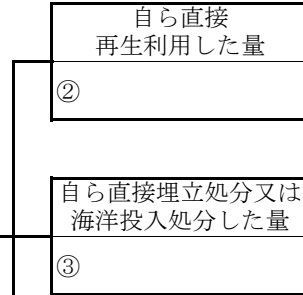 自ら直接
再生利用した量
②
自ら直接埋立処分又は
海洋投入処分した量
③